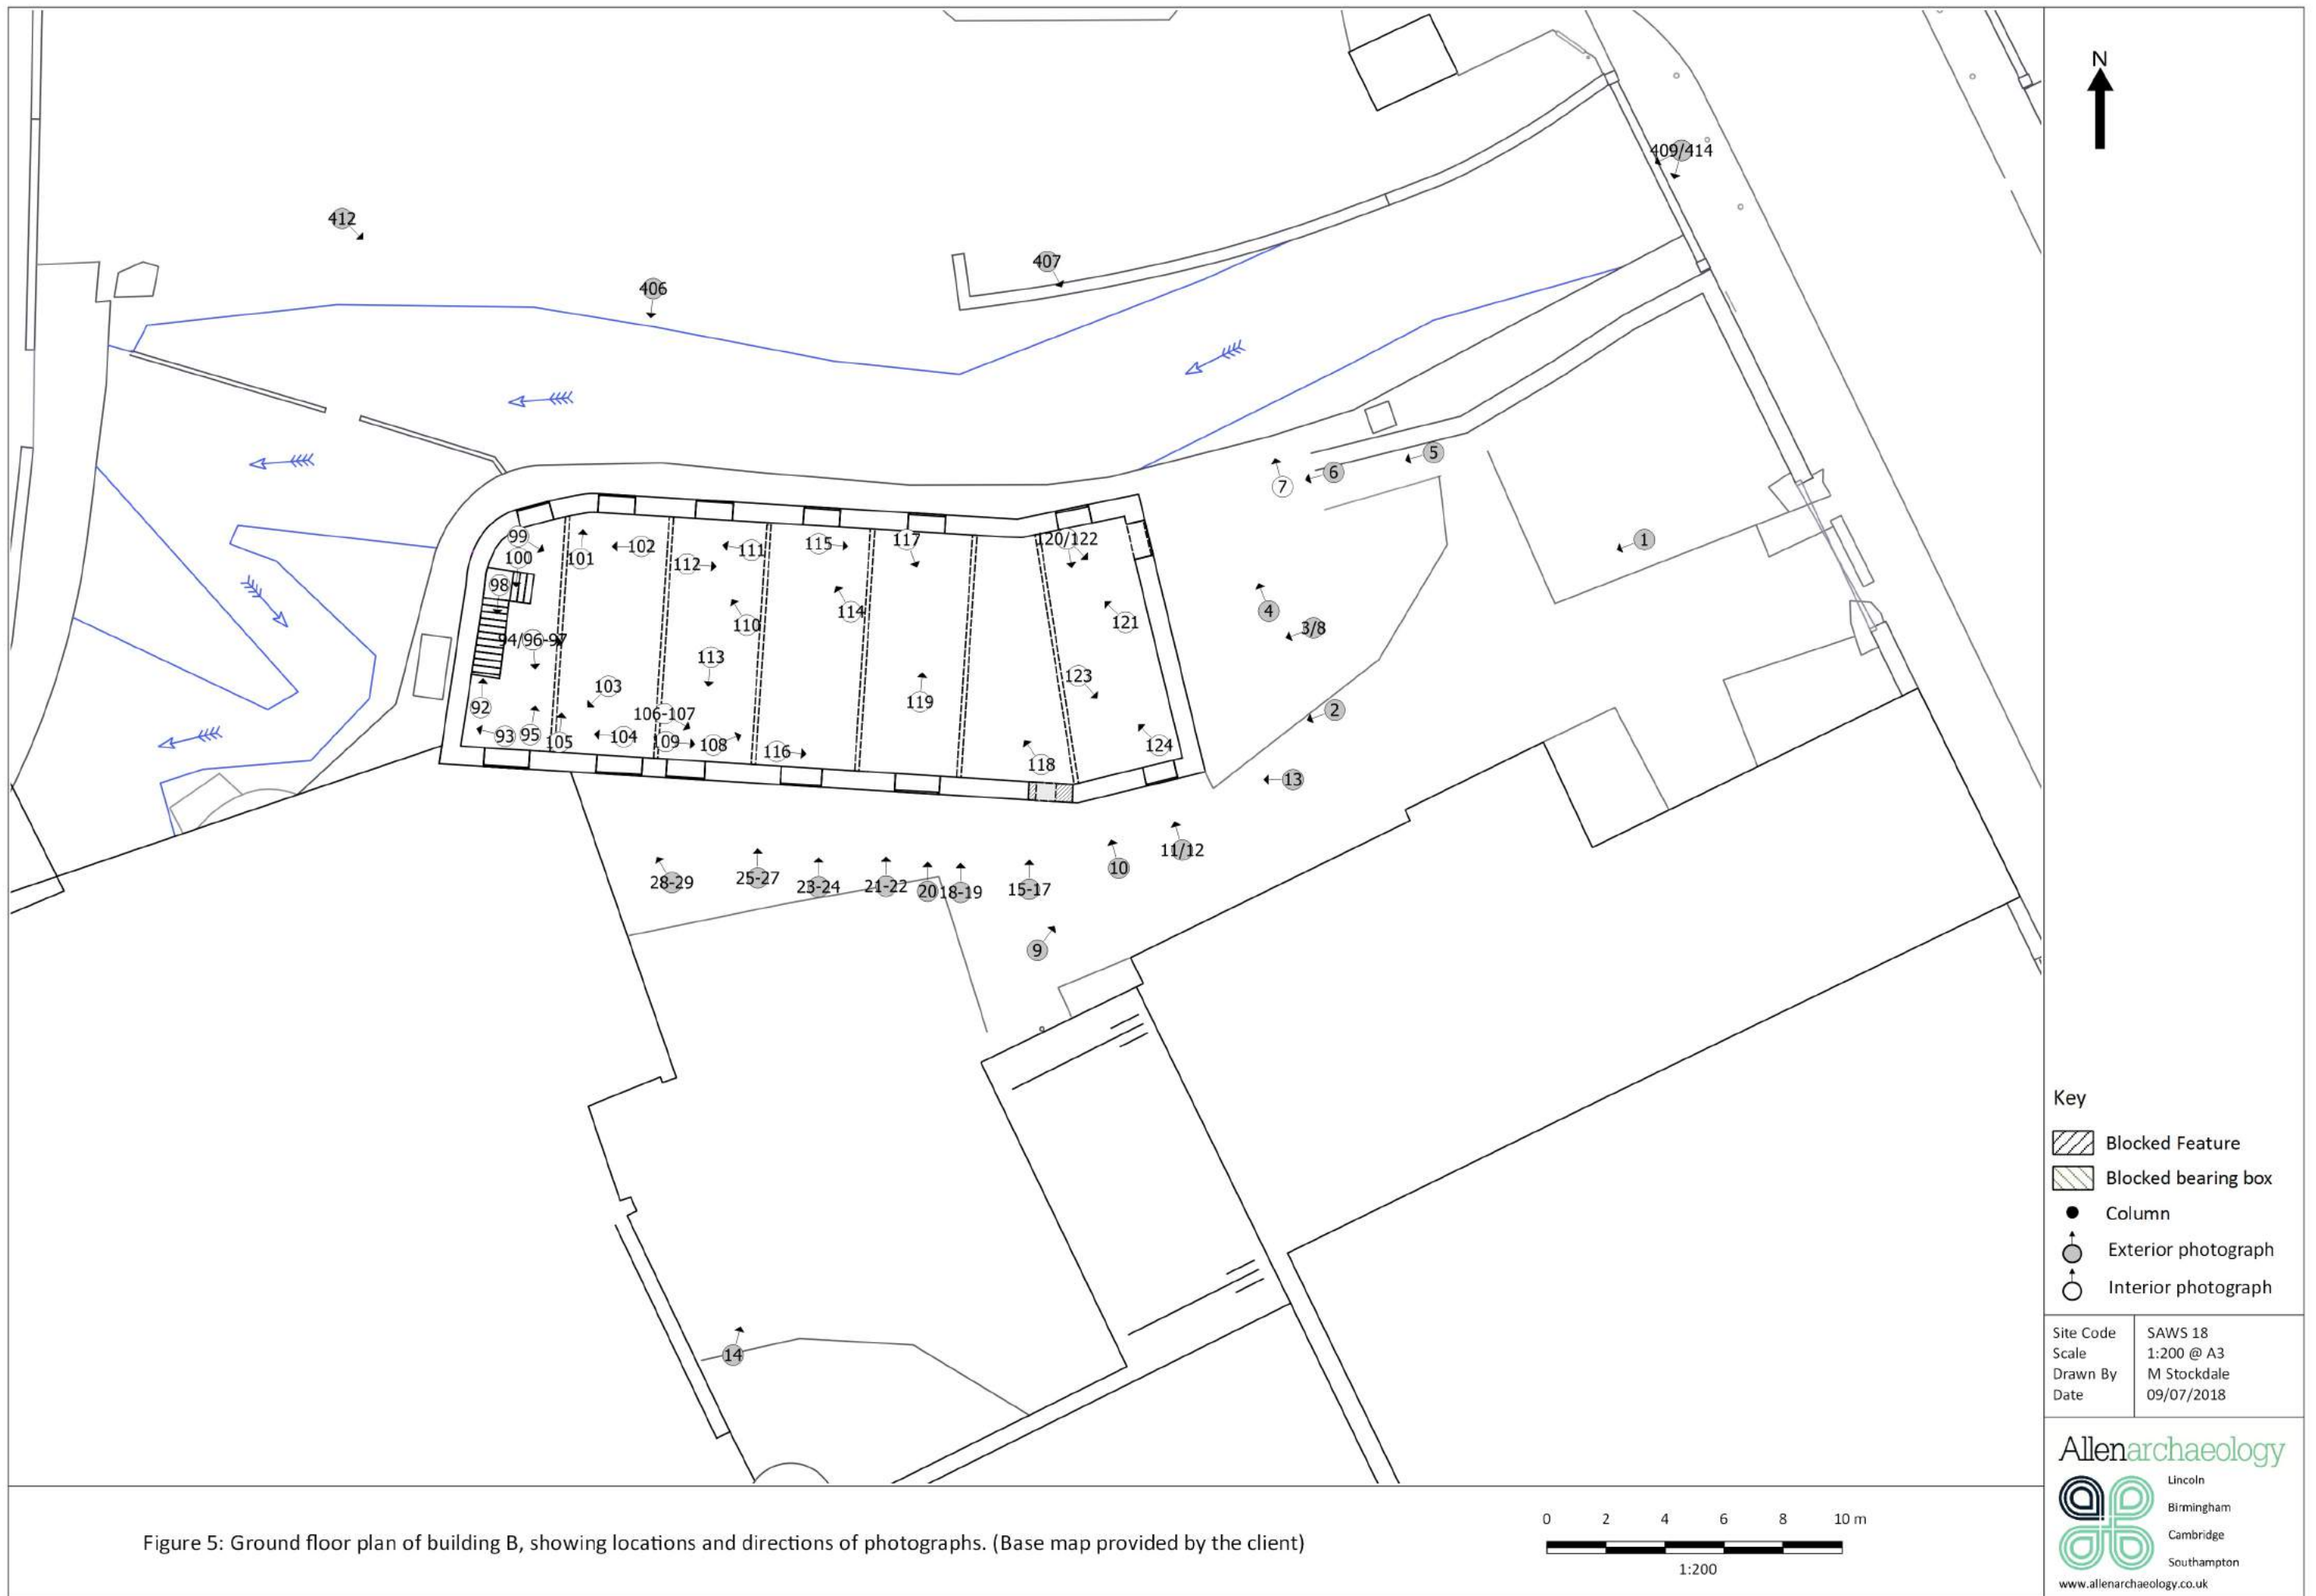 N
409/414
412
407
406
5
6
7
1
99
100
101
102
111
112
115
117
120/122
98
110
114
121
4
3/8
94/96-97
113
103
123
119
92
106-107
2
93
95
105
104
109
108
116
118
124
13
11/12
10
28-29
25-27
23-24
21-22
20
18-19
15-17
9
14
Key
Blocked Feature
Blocked bearing box
Column
Exterior photograph
Interior photograph
Site Code SAWS 18
Scale 1:200 @ A3
Drawn By M Stockdale
Date 09/07/2018
Allenarchaeology
Lincoln
Birmingham
Cambridge
Southampton
www.allenarchaeology.co.uk
Figure 5: Ground floor plan of building B, showing locations and directions of photographs. (Base map provided by the client)
0 2 4 6 8 10 m
1:200